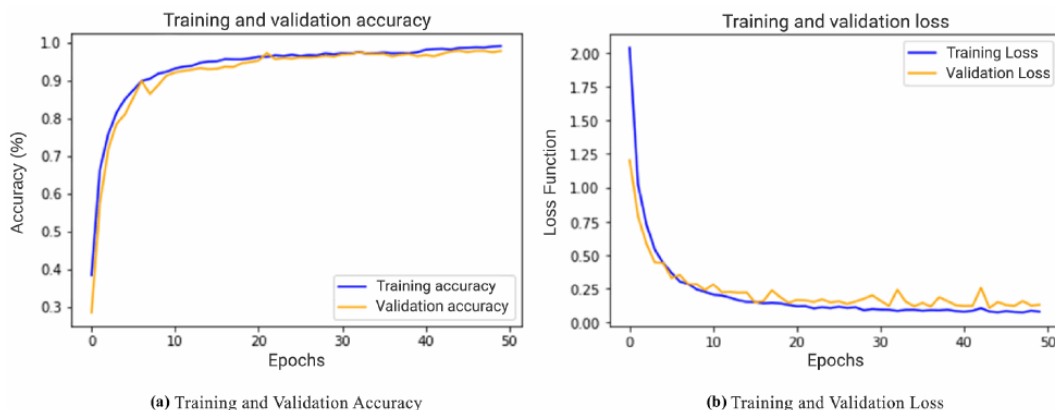 Training and validation accuracy
Accuracy (%)
1.0
0.9
0.8
0.7
0.6
0.5
0.4
0.3
Training accuracy
Validation accuracy
0 10 20 30 40 50
Epochs
(a) Training and Validation Accuracy
Training and validation loss
Loss Function
2.00
1.75
1.50
1.25
1.00
0.75
0.50
0.25
0.00
Training Loss
Validation Loss
0 10 20 30 40 50
Epochs
(b) Training and Validation Loss